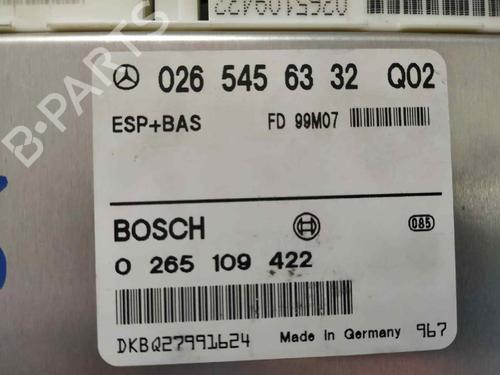 0265109422
026 545 63 32 Q02
ESP+BAS FD 99M07
BOSCH 085
0 265 109 422
DKBQ27991624 Made in Germany 967
B-PARTS